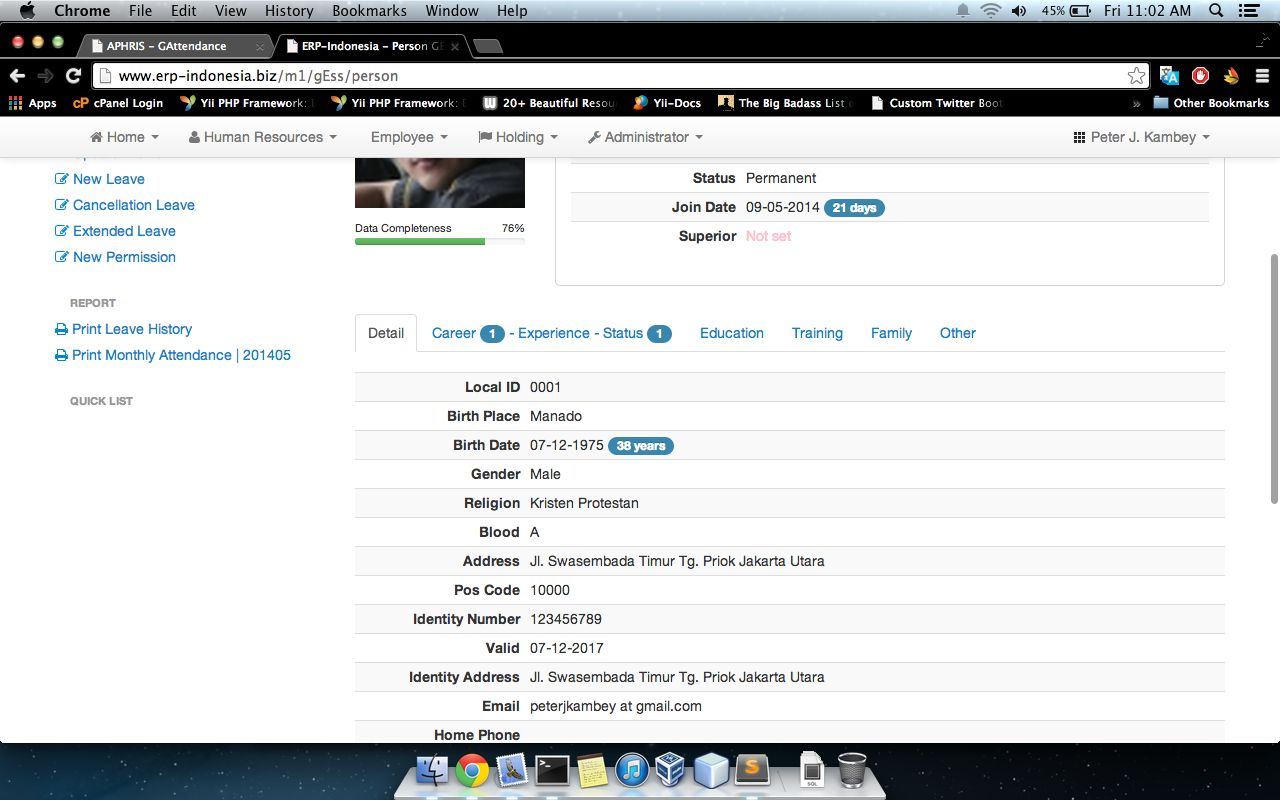 Chrome File Edit View History Bookmarks Window Help 45% Fri 11:02 AM
APHRIS - GAttendance ERP-Indonesia - Person GE
www.erp-indonesia.biz/m1/gEss/person
Apps cPanel Login Yii PHP Framework: Yii PHP Framework: 20+ Beautiful Resou Yii-Docs The Big Badass List Custom Twitter Boot » Other Bookmarks
Home Human Resources Employee Holding Administrator Peter J. Kambey
New Leave
Cancellation Leave
Extended Leave
New Permission
REPORT
Print Leave History
Print Monthly Attendance | 201405
QUICK LIST
Data Completeness 76%
Status Permanent
Join Date 09-05-2014 21 days
Superior Not set
Detail Career 1 - Experience - Status 1 Education Training Family Other
Local ID 0001
Birth Place Manado
Birth Date 07-12-1975 38 years
Gender Male
Religion Kristen Protestan
Blood A
Address Jl. Swasembada Timur Tg. Priok Jakarta Utara
Pos Code 10000
Identity Number 123456789
Valid 07-12-2017
Identity Address Jl. Swasembada Timur Tg. Priok Jakarta Utara
Email peterjkambey at gmail.com
Home Phone
SQL